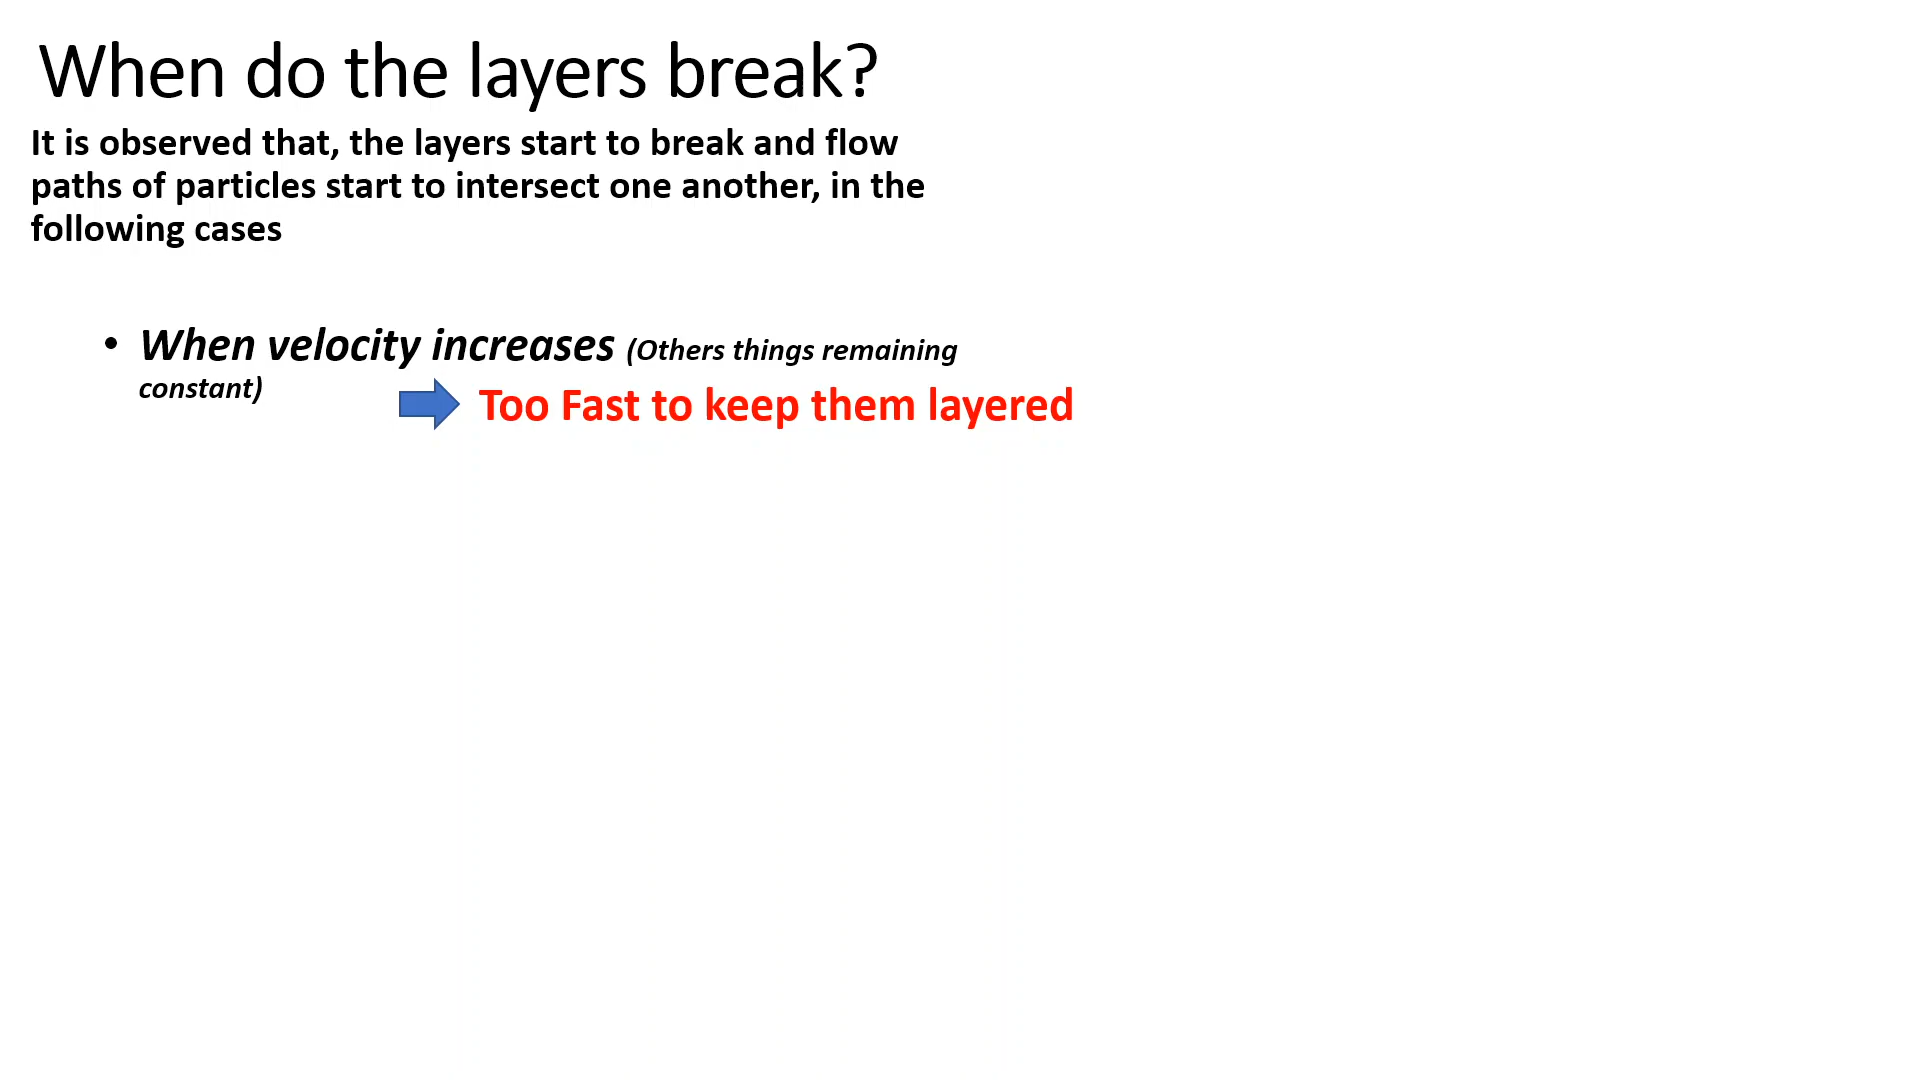 When do the layers break?
It is observed that, the layers start to break and flow
paths of particles start to intersect one another, in the
following cases
• When velocity increases (Others things remaining
constant)
Too Fast to keep them layered